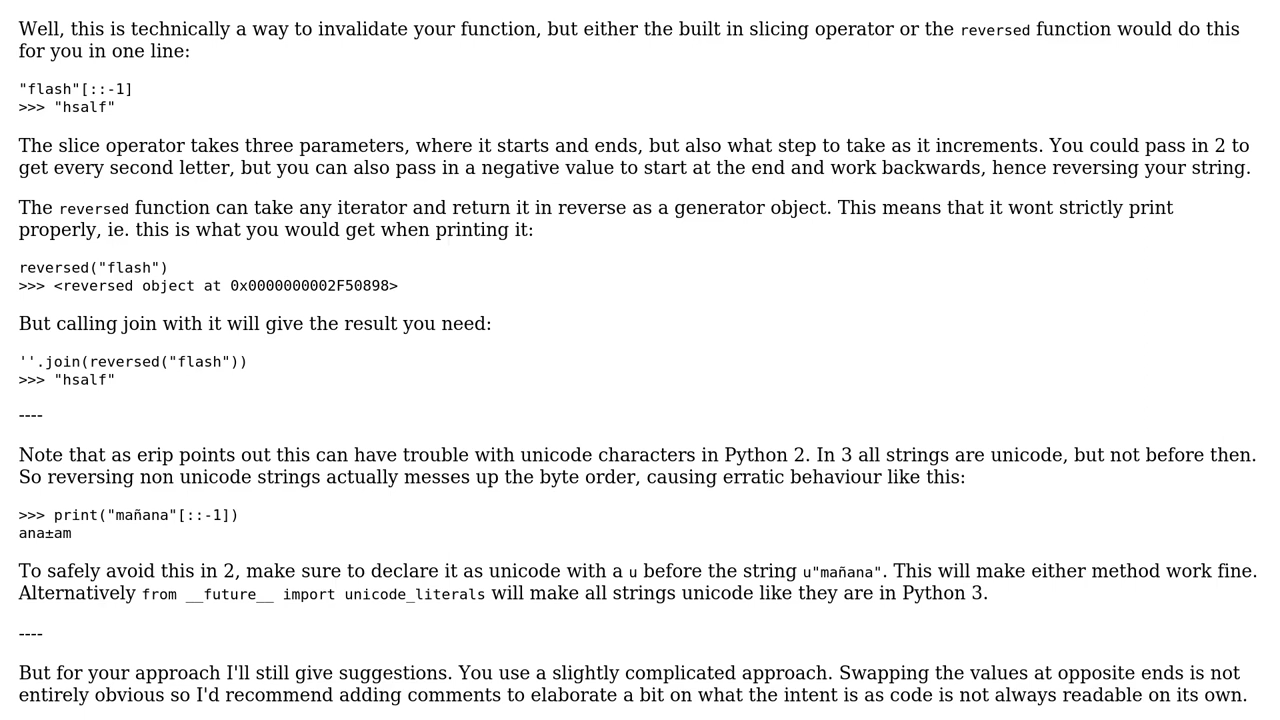 Well, this is technically a way to invalidate your function, but either the built in slicing operator or the reversed function would do this
for you in one line:
"flash"[::-1]
>>> "hsalf"
The slice operator takes three parameters, where it starts and ends, but also what step to take as it increments. You could pass in 2 to
get every second letter, but you can also pass in a negative value to start at the end and work backwards, hence reversing your string.
The reversed function can take any iterator and return it in reverse as a generator object. This means that it wont strictly print
properly, ie. this is what you would get when printing it:
reversed("flash")
>>> <reversed object at 0x0000000002F50898>
But calling join with it will give the result you need:
''.join(reversed("flash"))
>>> "hsalf"
----
Note that as erip points out this can have trouble with unicode characters in Python 2. In 3 all strings are unicode, but not before then.
So reversing non unicode strings actually messes up the byte order, causing erratic behaviour like this:
>>> print("mañana"[::-1])
ana±am
To safely avoid this in 2, make sure to declare it as unicode with a u before the string u"mañana". This will make either method work fine.
Alternatively from __future__ import unicode_literals will make all strings unicode like they are in Python 3.
----
But for your approach I'll still give suggestions. You use a slightly complicated approach. Swapping the values at opposite ends is not
entirely obvious so I'd recommend adding comments to elaborate a bit on what the intent is as code is not always readable on its own.